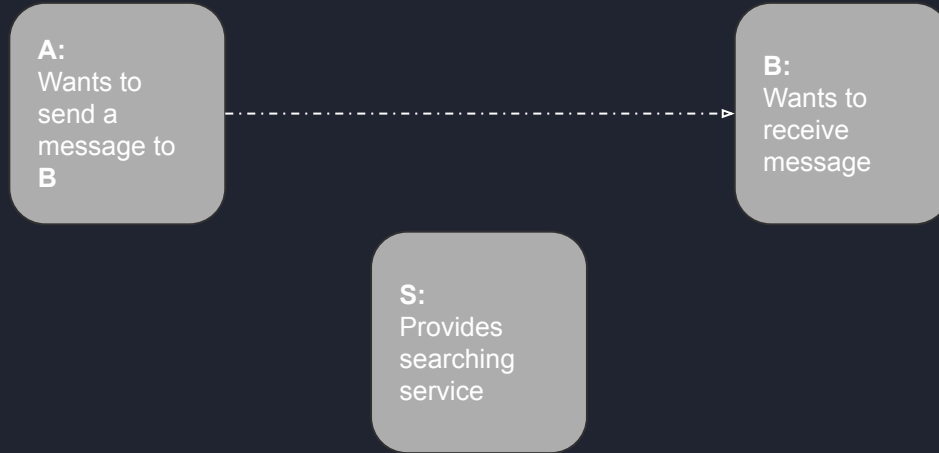 A:
Wants to
send a
message to
B
B:
Wants to
receive
message
S:
Provides
searching
service